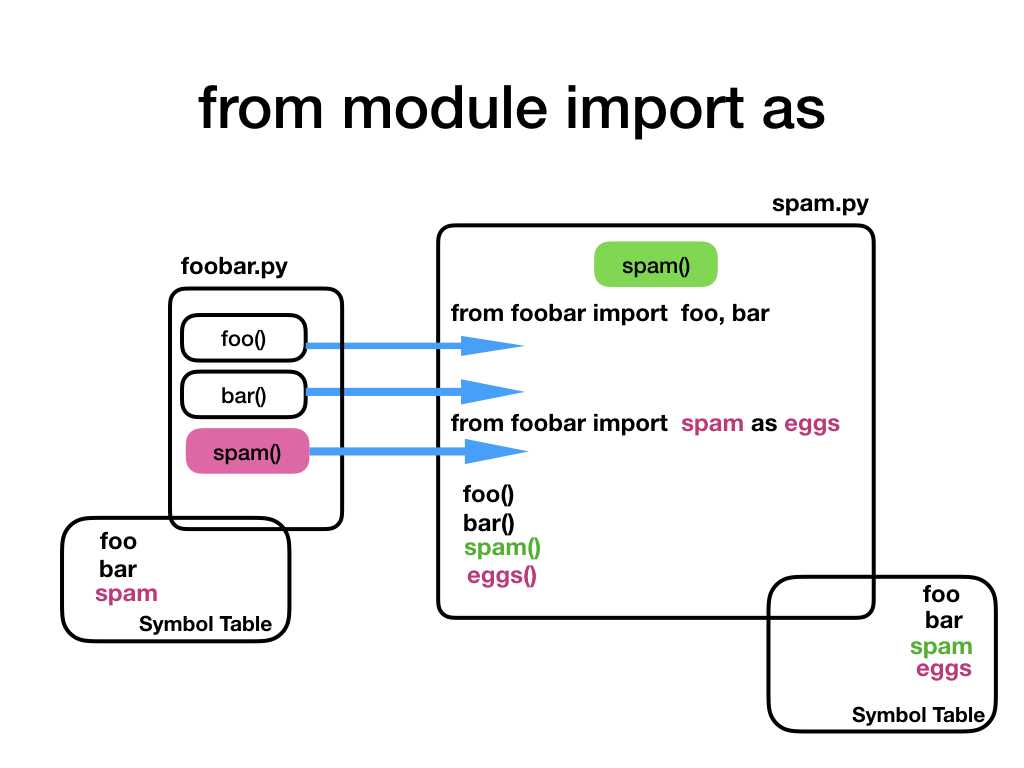 from module import as
spam.py
foobar.py
spam()
from foobar import foo, bar
foo()
bar()
from foobar import spam as eggs
spam()
foo()
bar()
spam()
eggs()
foo
bar
spam
Symbol Table
foo
bar
spam
eggs
Symbol Table